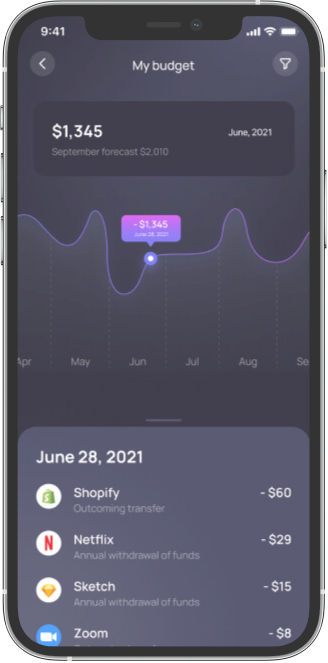 9:41
My budget
$1,345
June, 2021
September forecast $2,010
- $1,345
June 28, 2021
Apr May Jun Jul Aug Se
June 28, 2021
Shopify - $60
Outcoming transfer
Netflix - $29
Annual withdrawal of funds
Sketch - $15
Annual withdrawal of funds
Zoom - $8